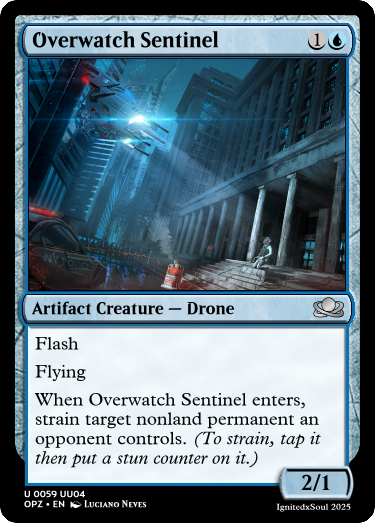 Overwatch Sentinel 1
Artifact Creature — Drone
Flash
Flying
When Overwatch Sentinel enters,
strain target nonland permanent an
opponent controls. (To strain, tap it
then put a stun counter on it.)
2/1
U 0059 UU04
OPZ • EN Luciano Neves
IgnitedxSoul 2025